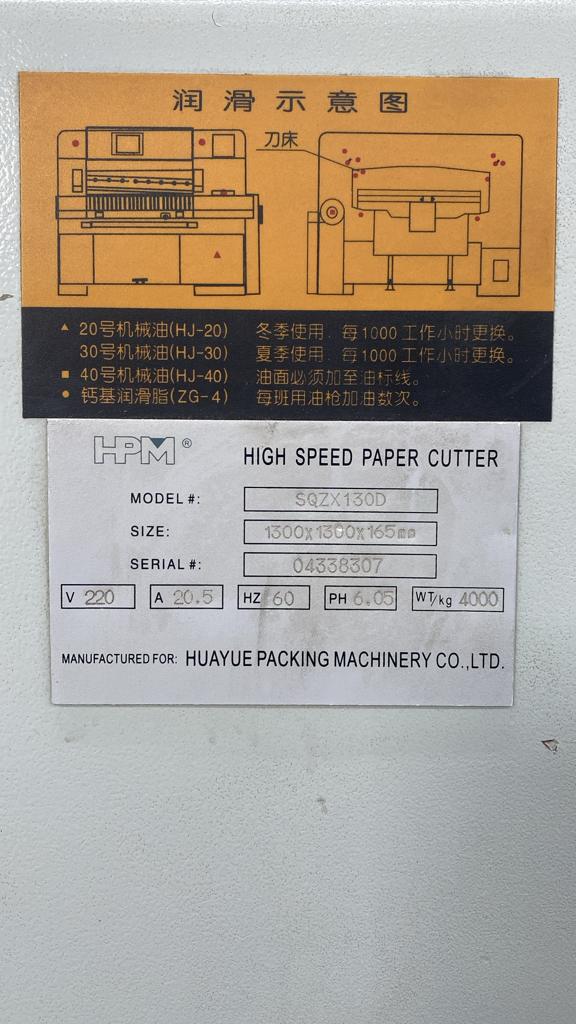 润滑示意图
刀床
▲ 20号机械油(HJ-20) 冬季使用 每1000工作小时更换。
30号机械油(HJ-30) 夏季使用 每1000工作小时更换。
■ 40号机械油(HJ-40) 油面必须加至油标线。
● 钙基润滑脂(ZG-4) 每班用油枪加油数次。
HPM®
HIGH SPEED PAPER CUTTER
MODEL#: SQZX130D
SIZE: 1300x1300x165mm
SERIAL#: 04338307
V 220 A 20.5 HZ 60 PH 6.05 WT/kg 4000
MANUFACTURED FOR: HUAYUE PACKING MACHINERY CO.,LTD.